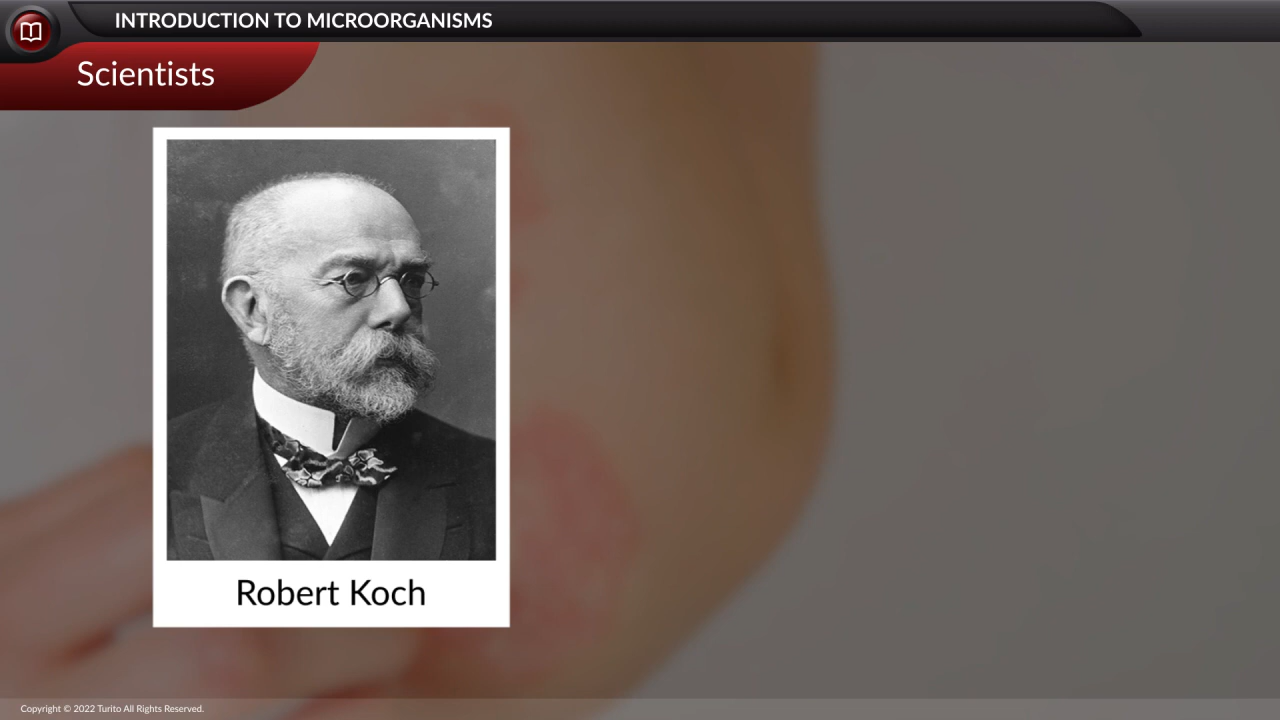 INTRODUCTION TO MICROORGANISMS
Scientists
Robert Koch
Copyright © 2022 Turito All Rights Reserved.